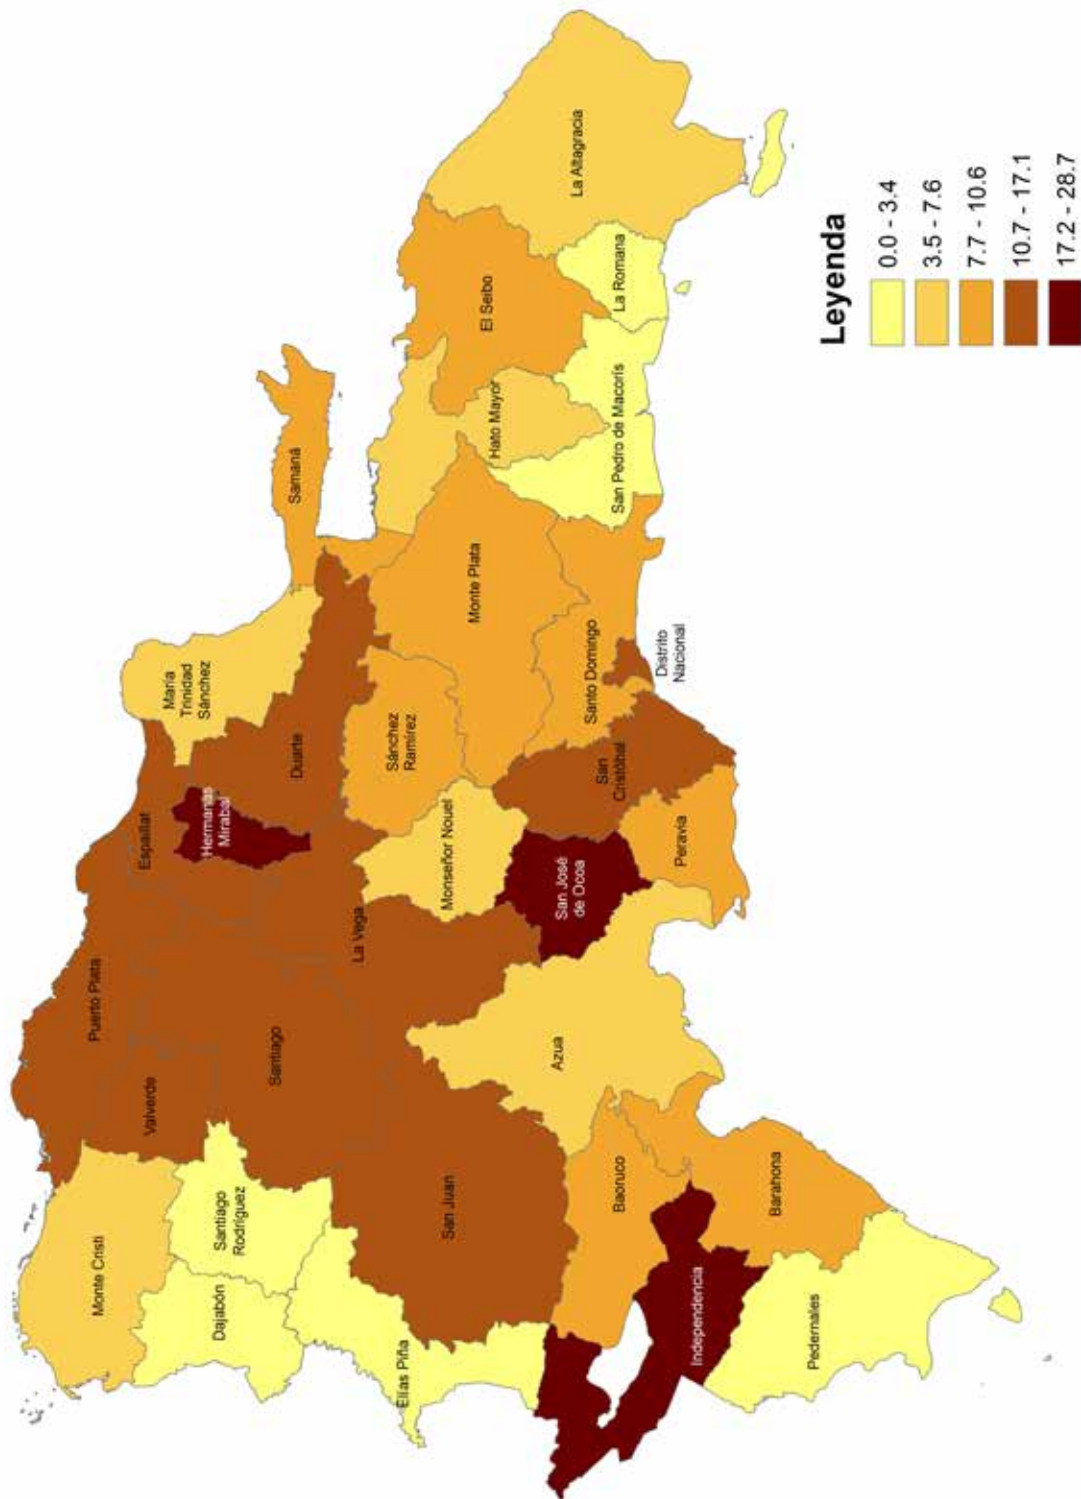 Puerto Plata
Monte Cristi
Valverde
Espaillat
María
Trinidad
Sánchez
Dajabón
Santiago
Rodríguez
Santiago
Hermanas
Mirabal
Duarte
Samaná
Elías Piña
San Juan
La Vega
Sánchez
Ramírez
Monseñor Nouel
Monte Plata
Hato Mayor
El Seibo
La Altagracia
Azua
San José
de Ocoa
San
Cristóbal
Santo Domingo
San Pedro de Macorís
La Romana
Baoruco
Peravia
Distrito
Nacional
Independencia
Barahona
Pedernales
Leyenda
0.0 - 3.4
3.5 - 7.6
7.7 - 10.6
10.7 - 17.1
17.2 - 28.7